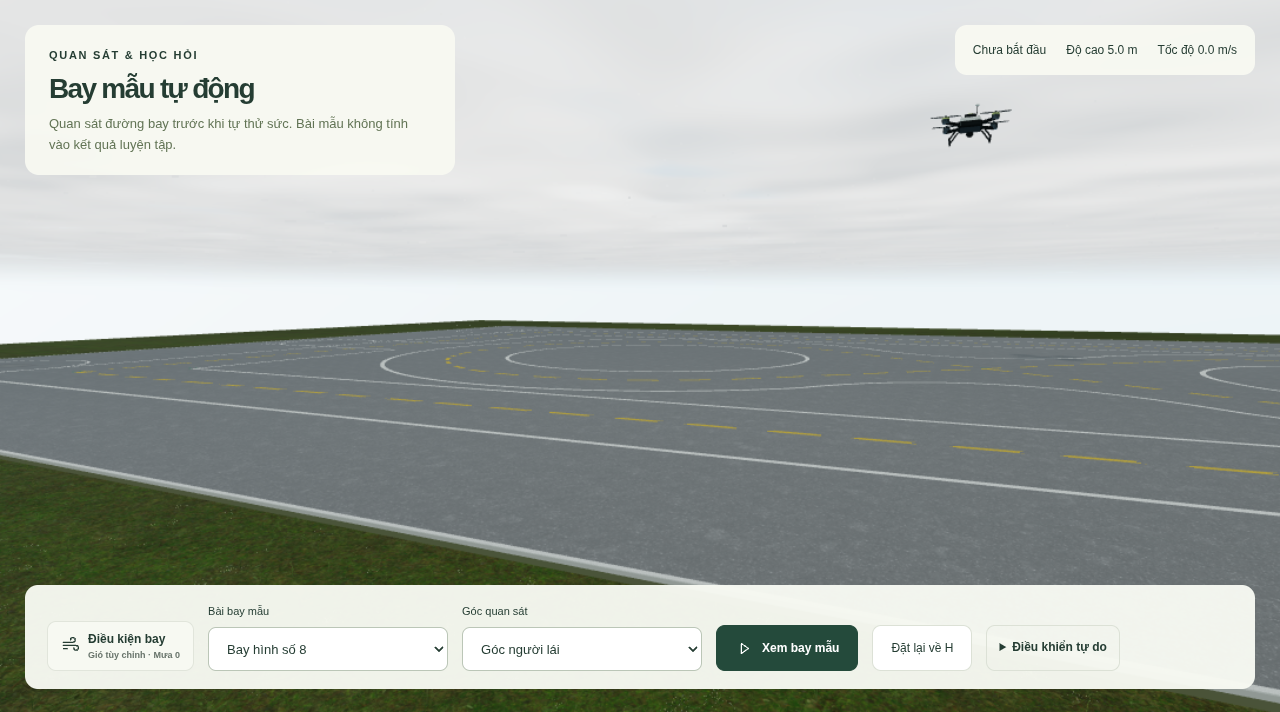 QUAN SÁT & HỌC HỎI
Bay mẫu tự động
Quan sát đường bay trước khi tự thử sức. Bài mẫu không tính
vào kết quả luyện tập.
Chưa bắt đầu Độ cao 5.0 m Tốc độ 0.0 m/s
Điều kiện bay
Gió tùy chỉnh · Mưa 0
Bài bay mẫu
Bay hình số 8
Góc quan sát
Góc người lái
Xem bay mẫu
Đặt lại về H
Điều khiển tự do